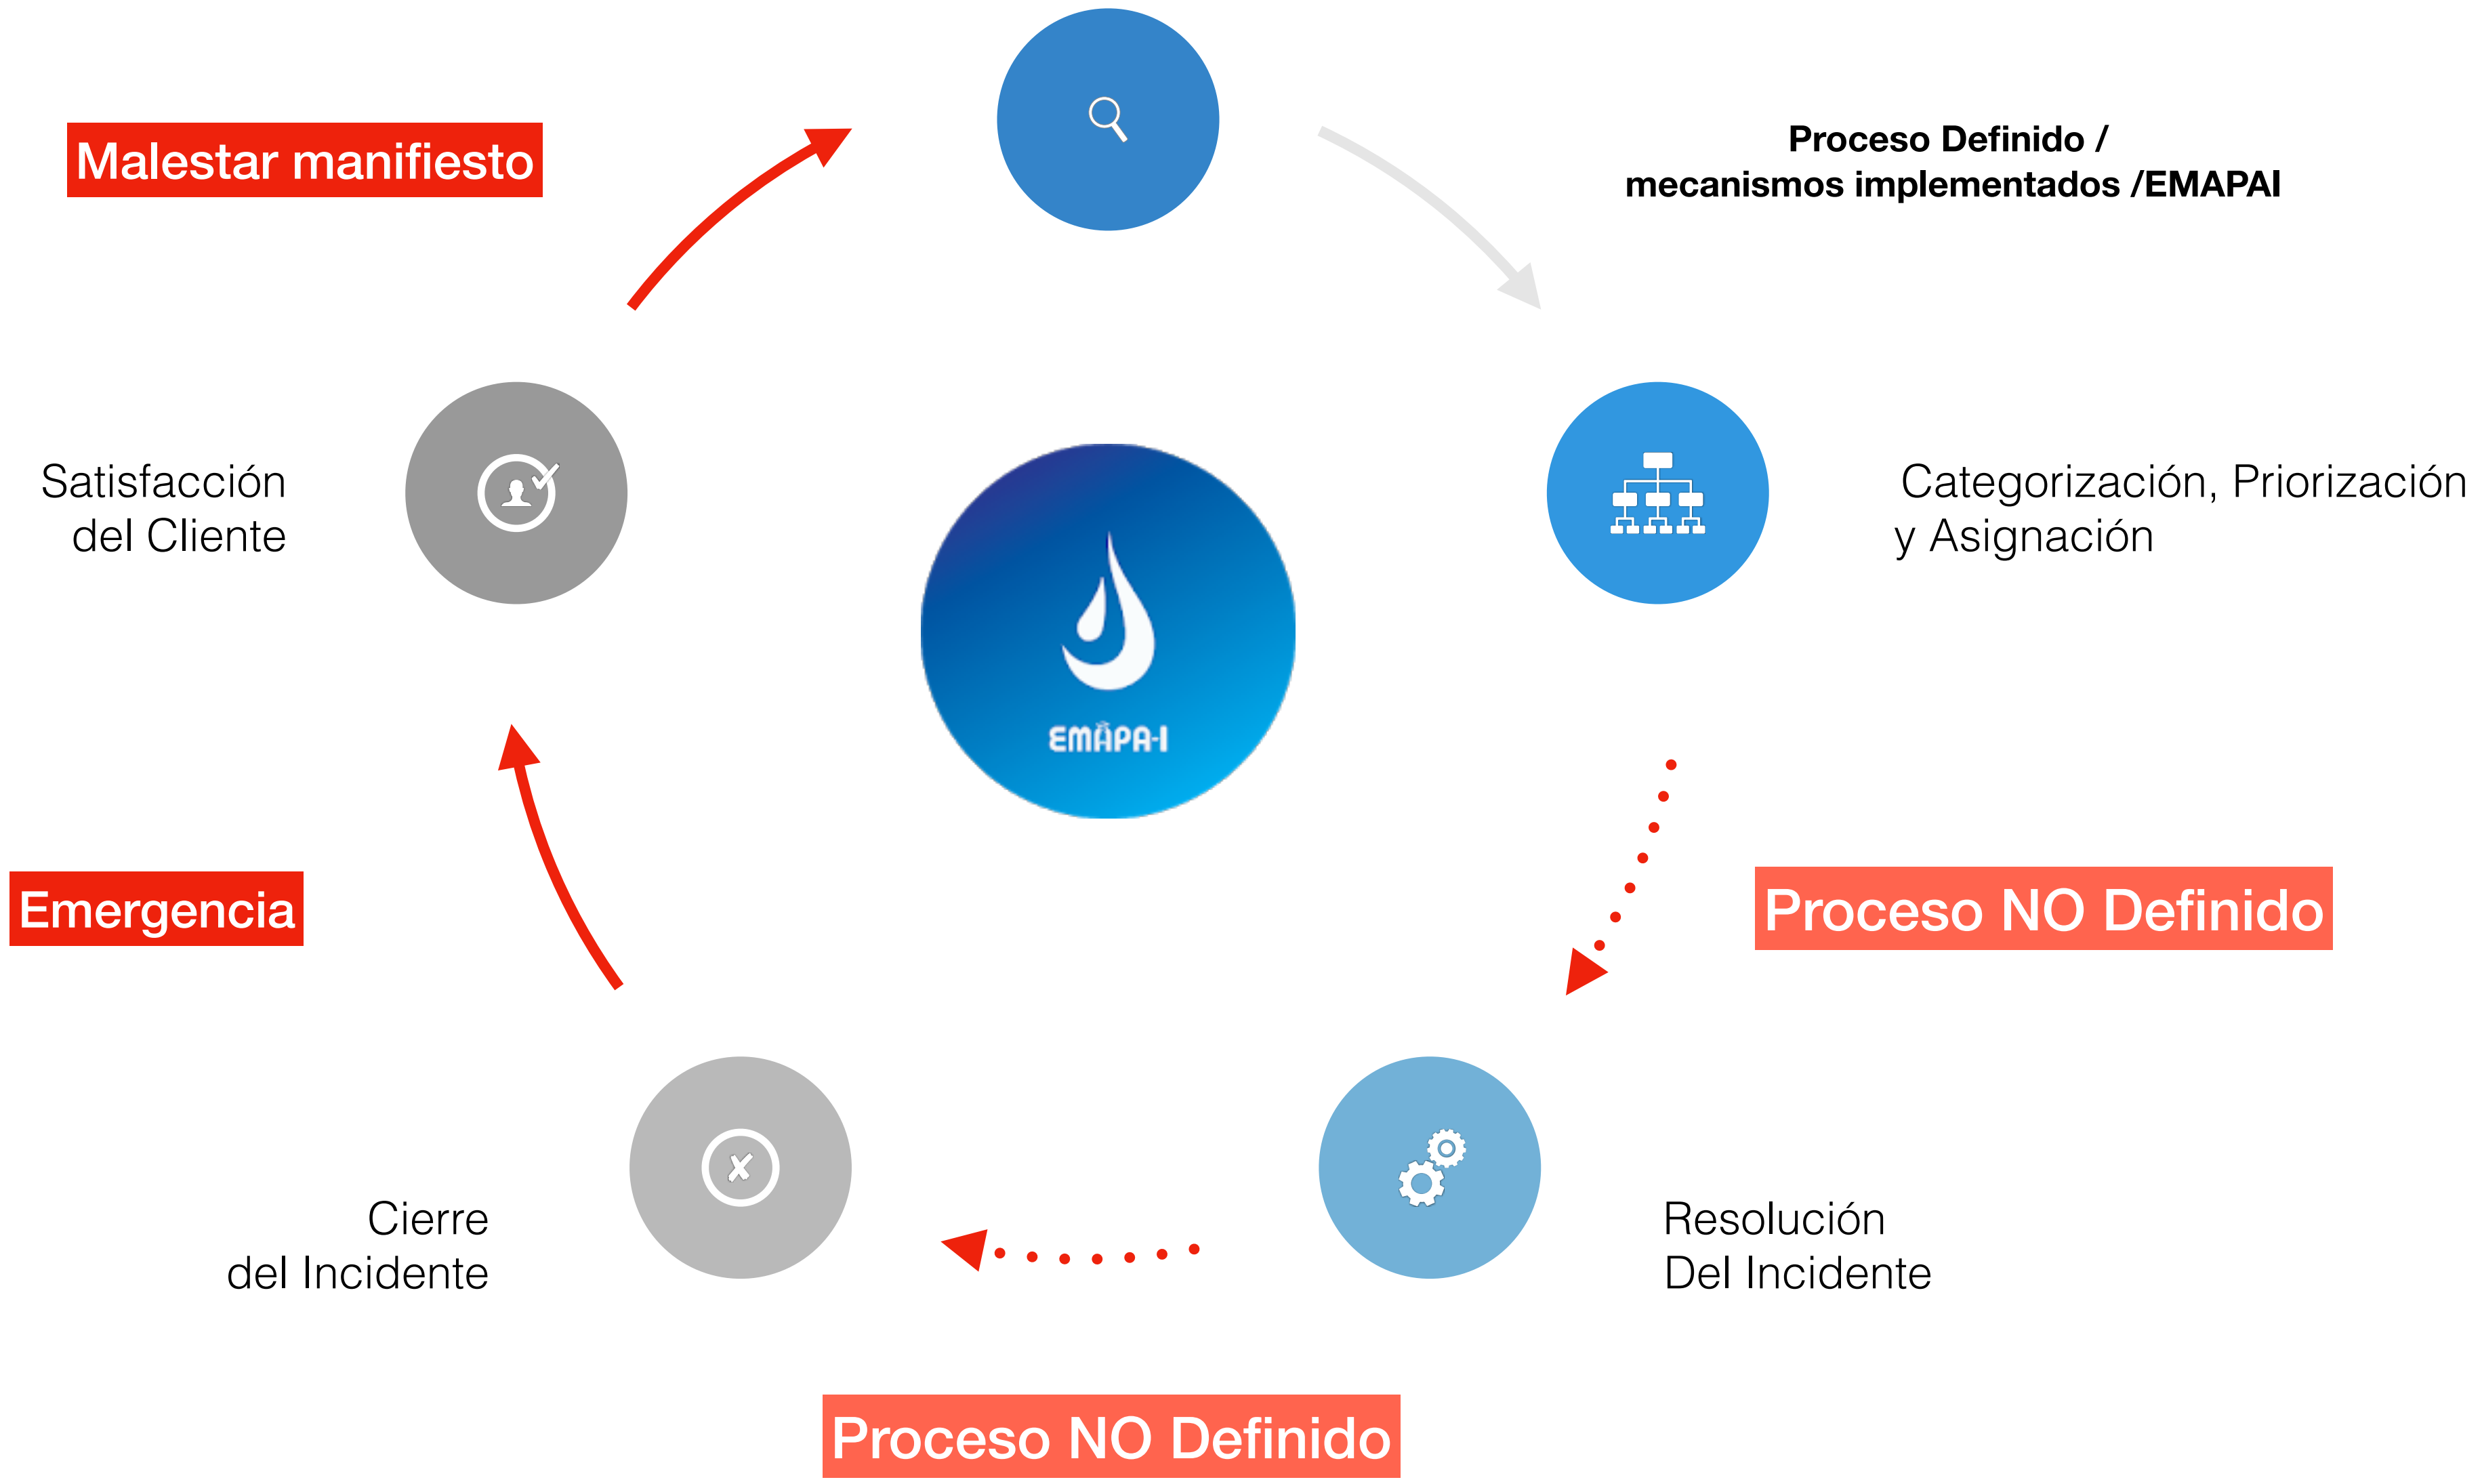 Malestar manifiesto
Proceso Definido /
mecanismos implementados /EMAPAI
Satisfacción
del Cliente
Categorización, Priorización
y Asignación
EMAPA-I
Emergencia
Proceso NO Definido
Cierre
del Incidente
Resolución
Del Incidente
Proceso NO Definido